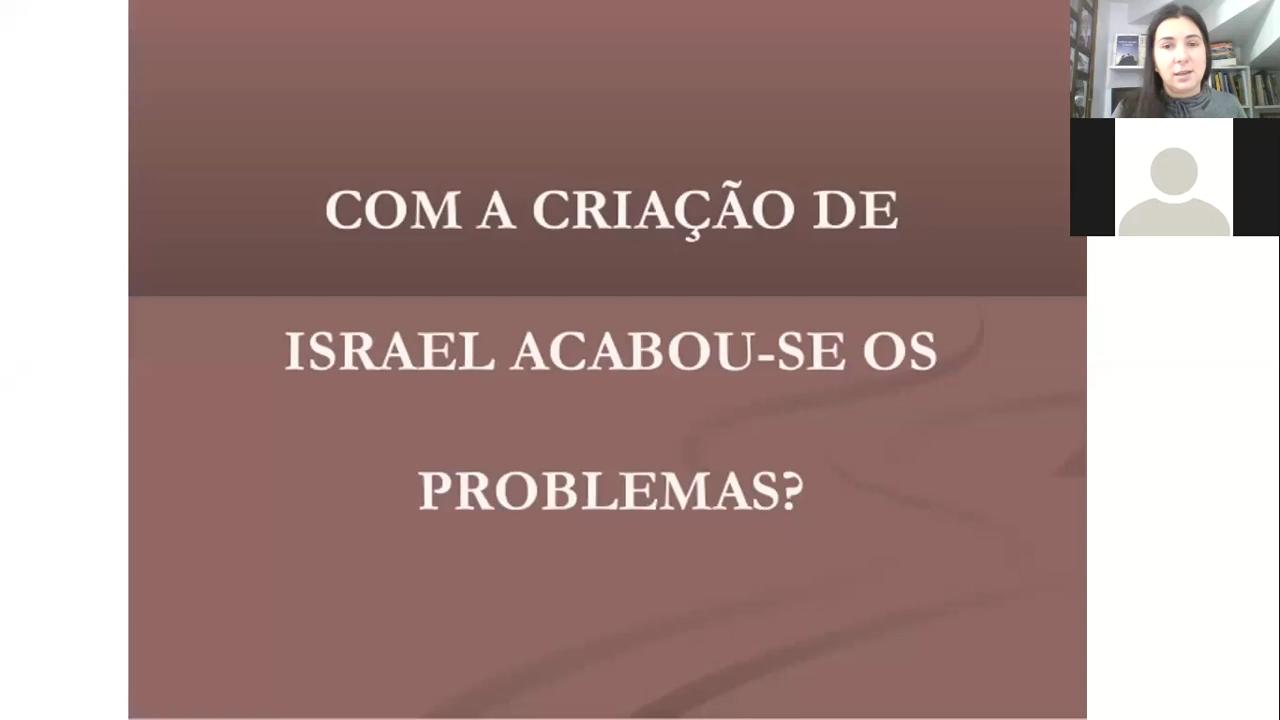 COM A CRIAÇÃO DE
ISRAEL ACABOU-SE OS
PROBLEMAS?